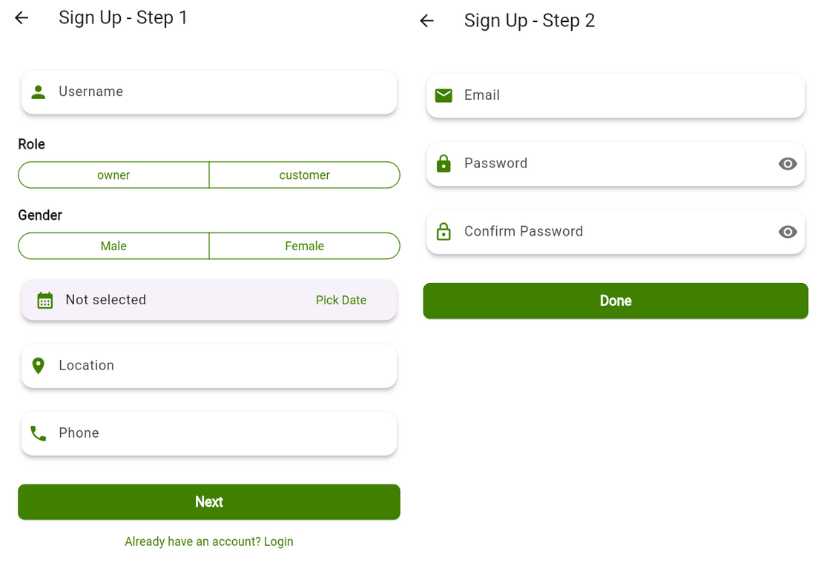 Sign Up - Step 1
Username
Role
owner customer
Gender
Male Female
Not selected Pick Date
Location
Phone
Next
Already have an account? Login
Sign Up - Step 2
Email
Password
Confirm Password
Done